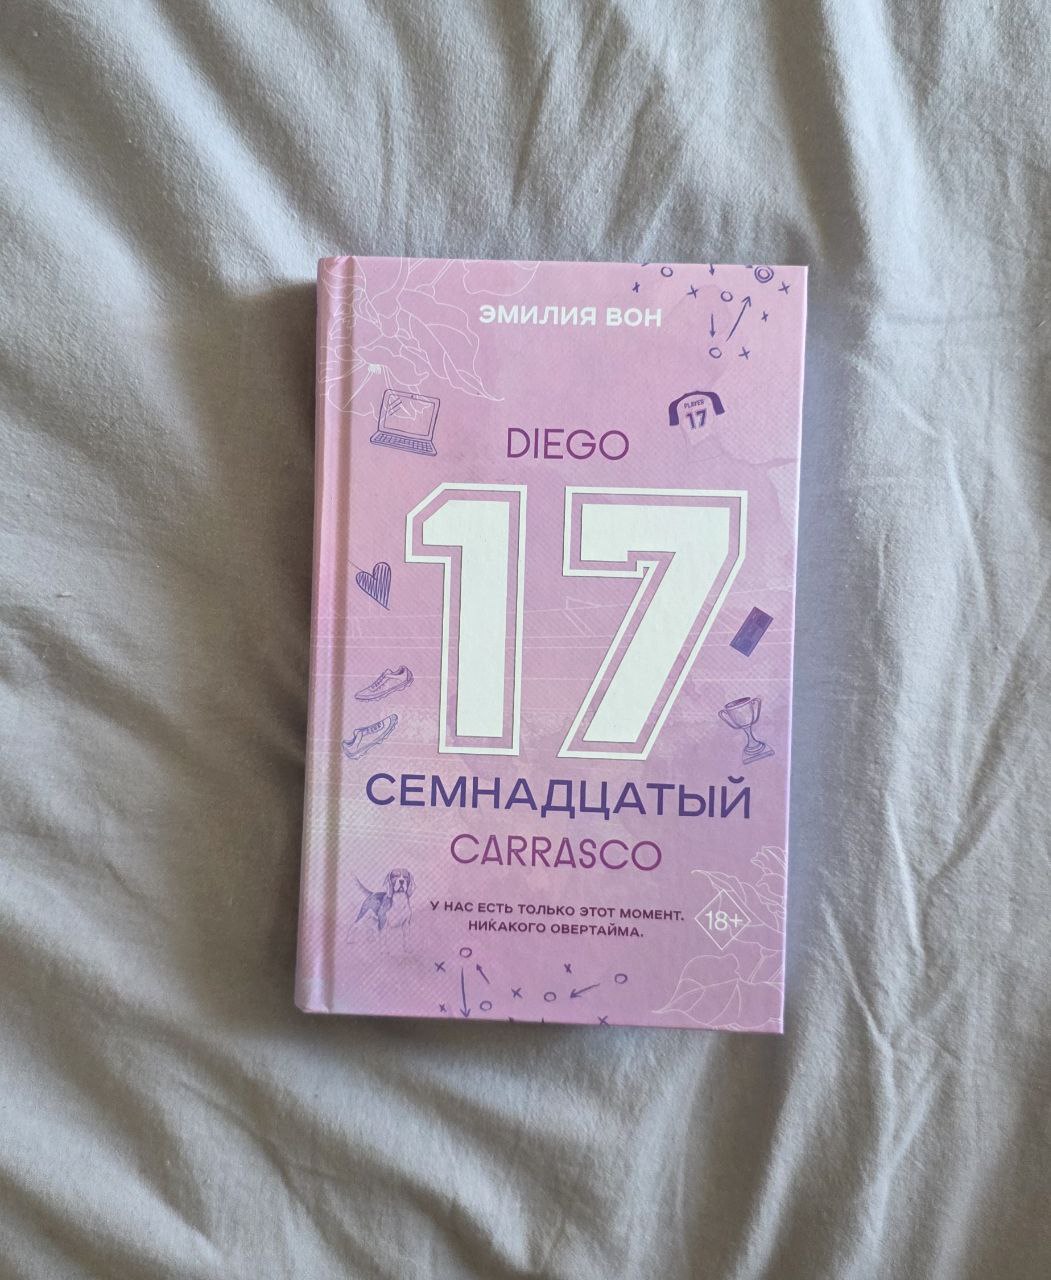 ЭМИЛИЯ ВОН
PLAYER
17
DIEGO
17
СЕМНАДЦАТЫЙ
CARRASCO
У НАС ЕСТЬ ТОЛЬКО ЭТОТ МОМЕНТ.
НИКАКОГО ОВЕРТАЙМА.
18+